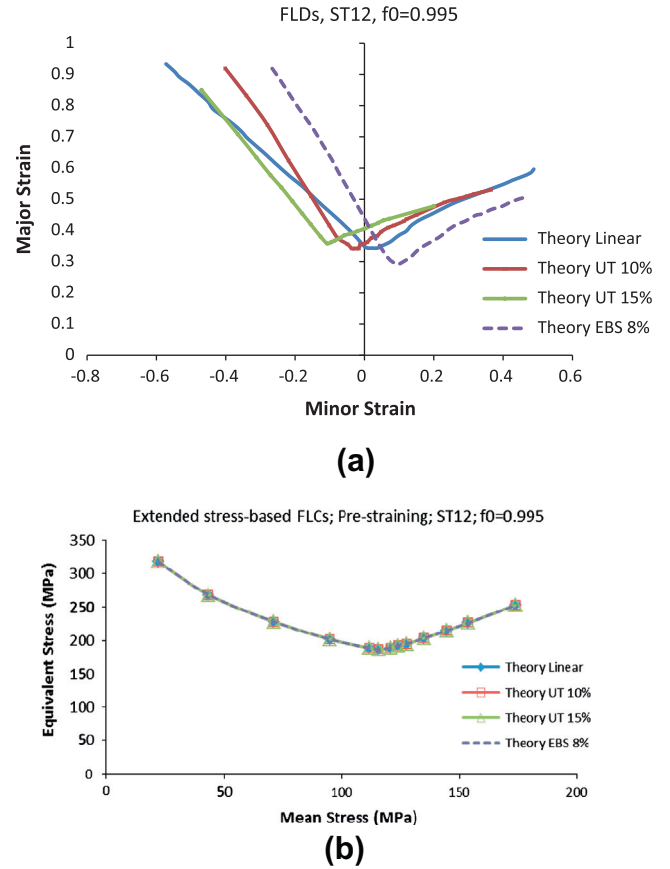 FLDs, ST12, f0=0.995
1
0.9
0.8
0.7
0.6
0.5
0.4
0.3
0.2
0.1
0
Major Strain
-0.8 -0.6 -0.4 -0.2 0 0.2 0.4 0.6
Minor Strain
Theory Linear
Theory UT 10%
Theory UT 15%
Theory EBS 8%
(a)
Extended stress-based FLCs; Pre-straining; ST12; f0=0.995
350
300
250
200
150
100
50
0
Equivalent Stress (MPa)
0 50 100 150 200
Mean Stress (MPa)
Theory Linear
Theory UT 10%
Theory UT 15%
Theory EBS 8%
(b)